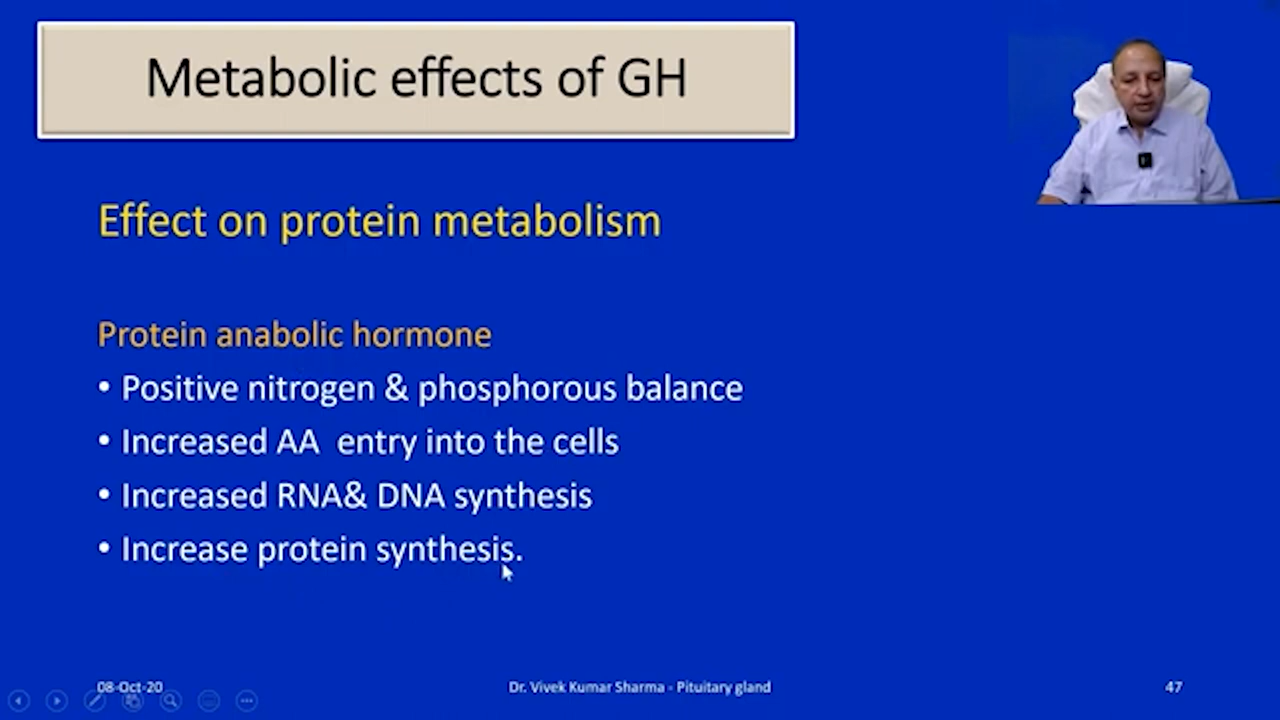 Metabolic effects of GH
Effect on protein metabolism
Protein anabolic hormone
• Positive nitrogen & phosphorous balance
• Increased AA  entry into the cells
• Increased RNA& DNA synthesis
• Increase protein synthesis.
08-Oct-20
Dr. Vivek Kumar Sharma - Pituitary gland
47